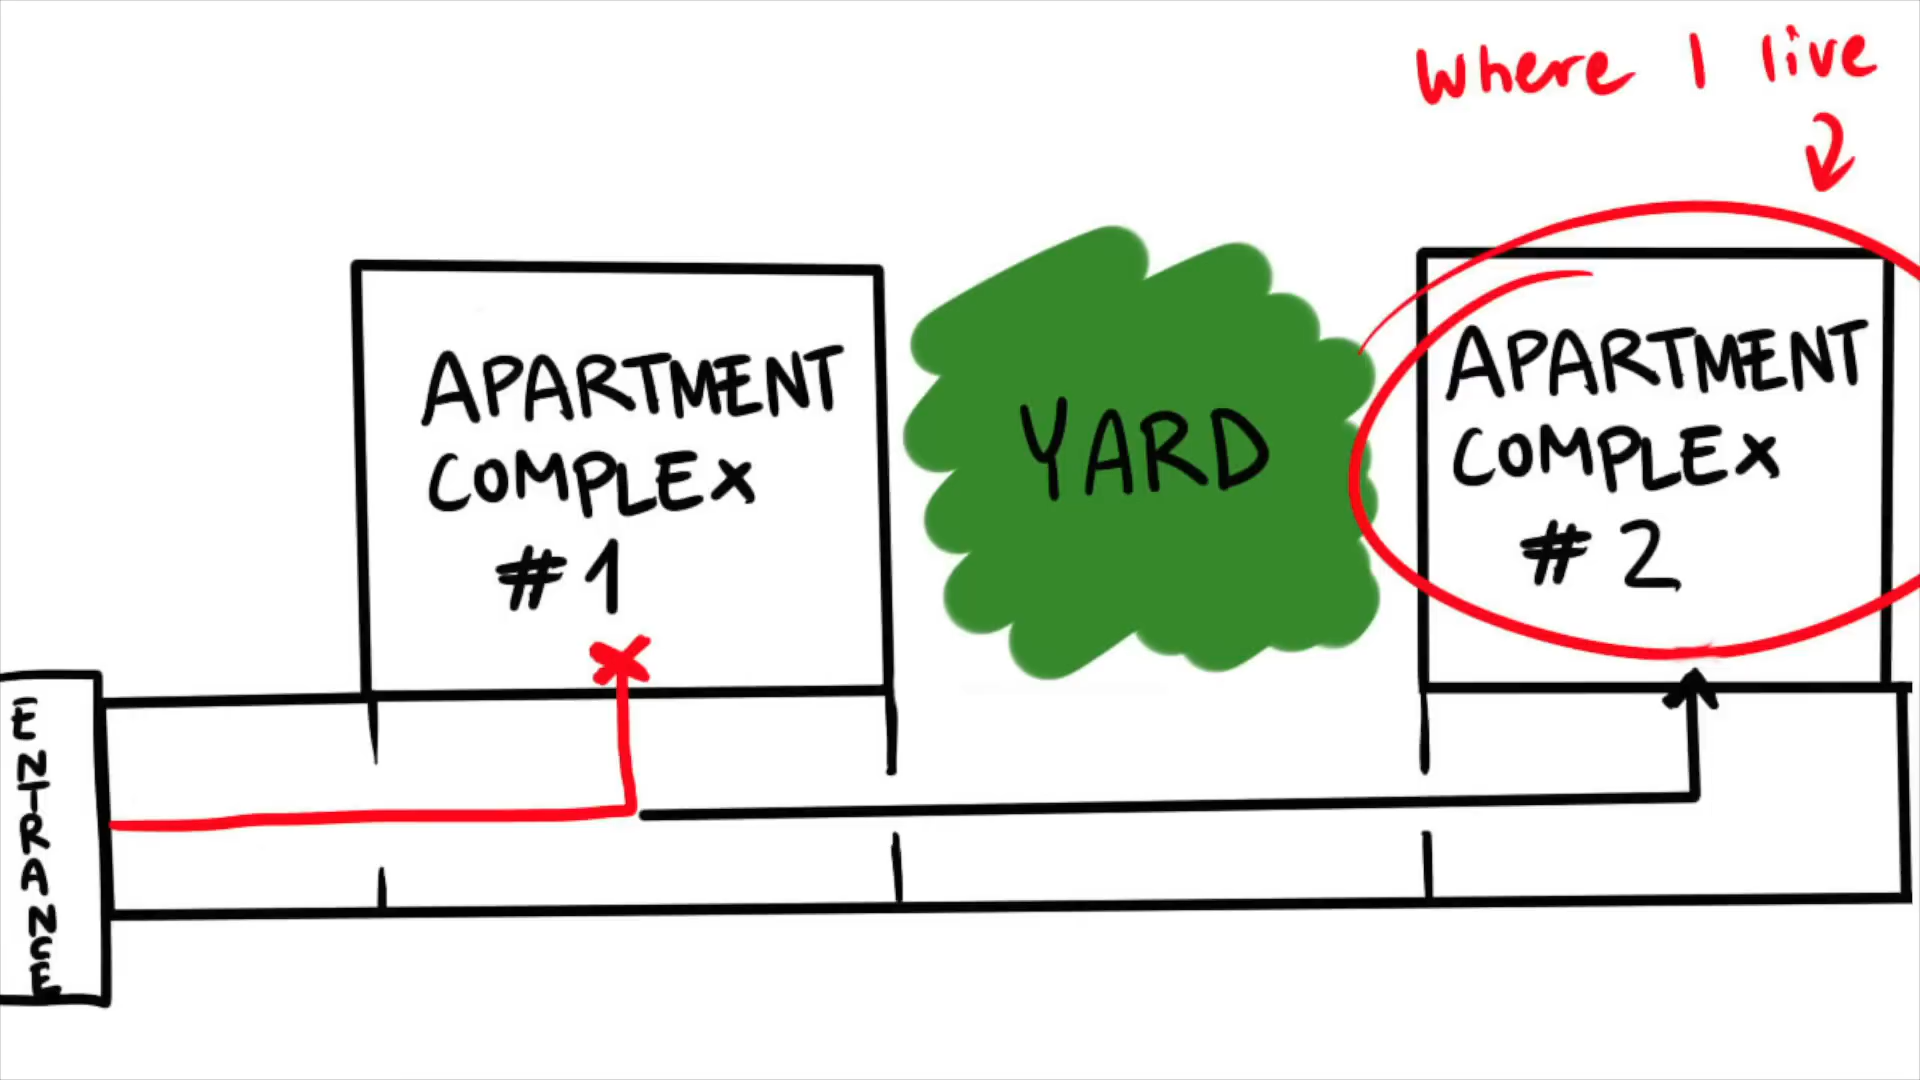 Where I live
APARTMENT
COMPLEX
#1
YARD
APARTMENT
COMPLEX
#2
ENTRANCE